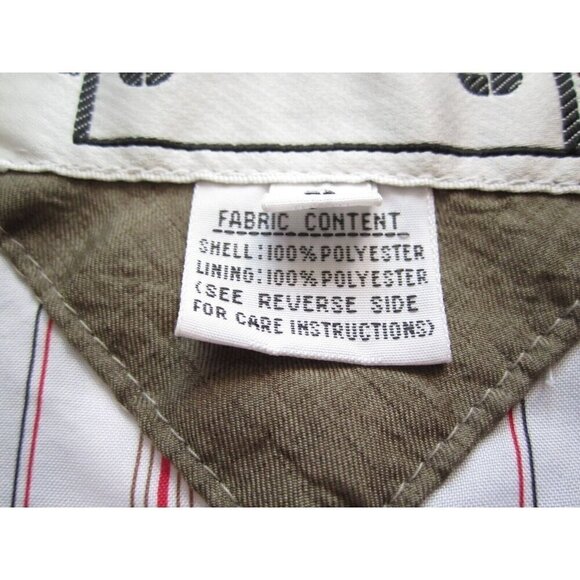 FABRIC CONTENT
SHELL:100%POLYESTER
LINING:100%POLYESTER
(SEE REVERSE SIDE
FOR CARE INSTRUCTIONS)